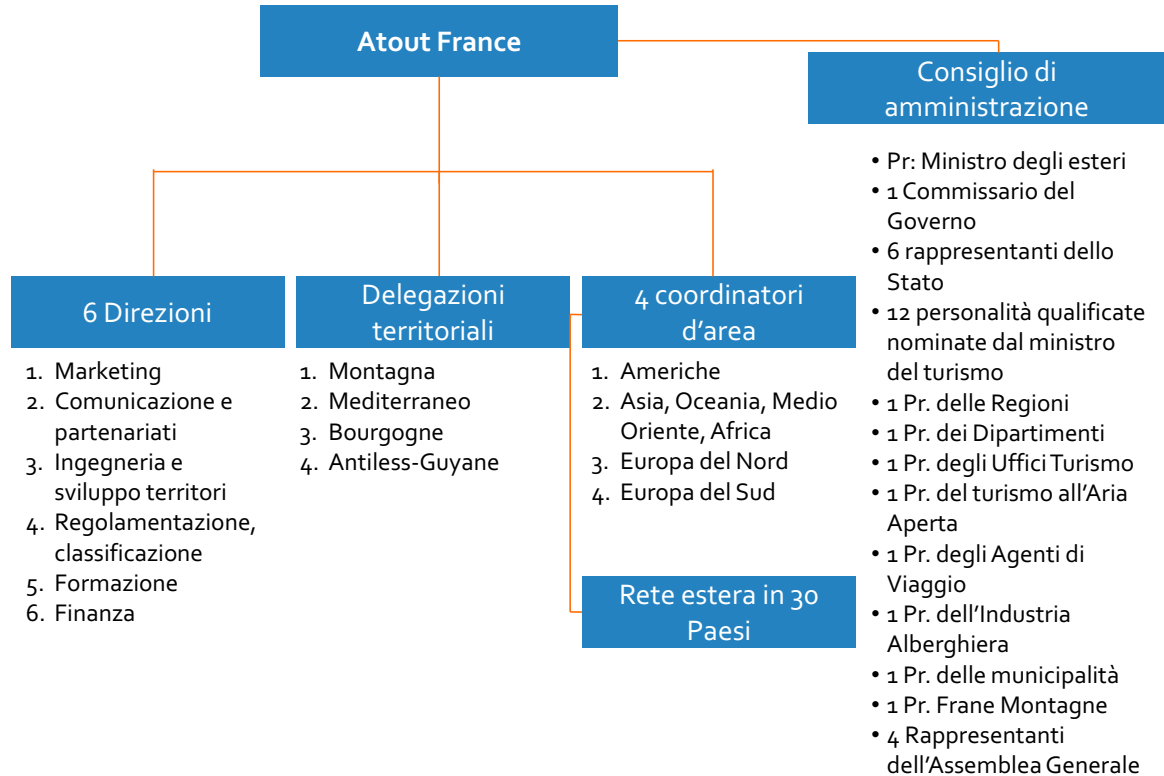 Atout France
Consiglio di
amministrazione
• Pr: Ministro degli esteri
• 1 Commissario del
Governo
• 6 rappresentanti dello
Stato
• 12 personalità qualificate
nominate dal ministro
del turismo
• 1 Pr. delle Regioni
• 1 Pr. dei Dipartimenti
• 1 Pr. degli Uffici Turismo
• 1 Pr. del turismo all'Aria
Aperta
• 1 Pr. degli Agenti di
Viaggio
• 1 Pr. dell'Industria
Alberghiera
• 1 Pr. delle municipalità
• 1 Pr. Frane Montagne
• 4 Rappresentanti
dell'Assemblea Generale
6 Direzioni
1. Marketing
2. Comunicazione e
partenariati
3. Ingegneria e
sviluppo territori
4. Regolamentazione,
classificazione
5. Formazione
6. Finanza
Delegazioni
territoriali
1. Montagna
2. Mediterraneo
3. Bourgogne
4. Antiless-Guyane
4 coordinatori
d'area
1. Americhe
2. Asia, Oceania, Medio
Oriente, Africa
3. Europa del Nord
4. Europa del Sud
Rete estera in 30
Paesi